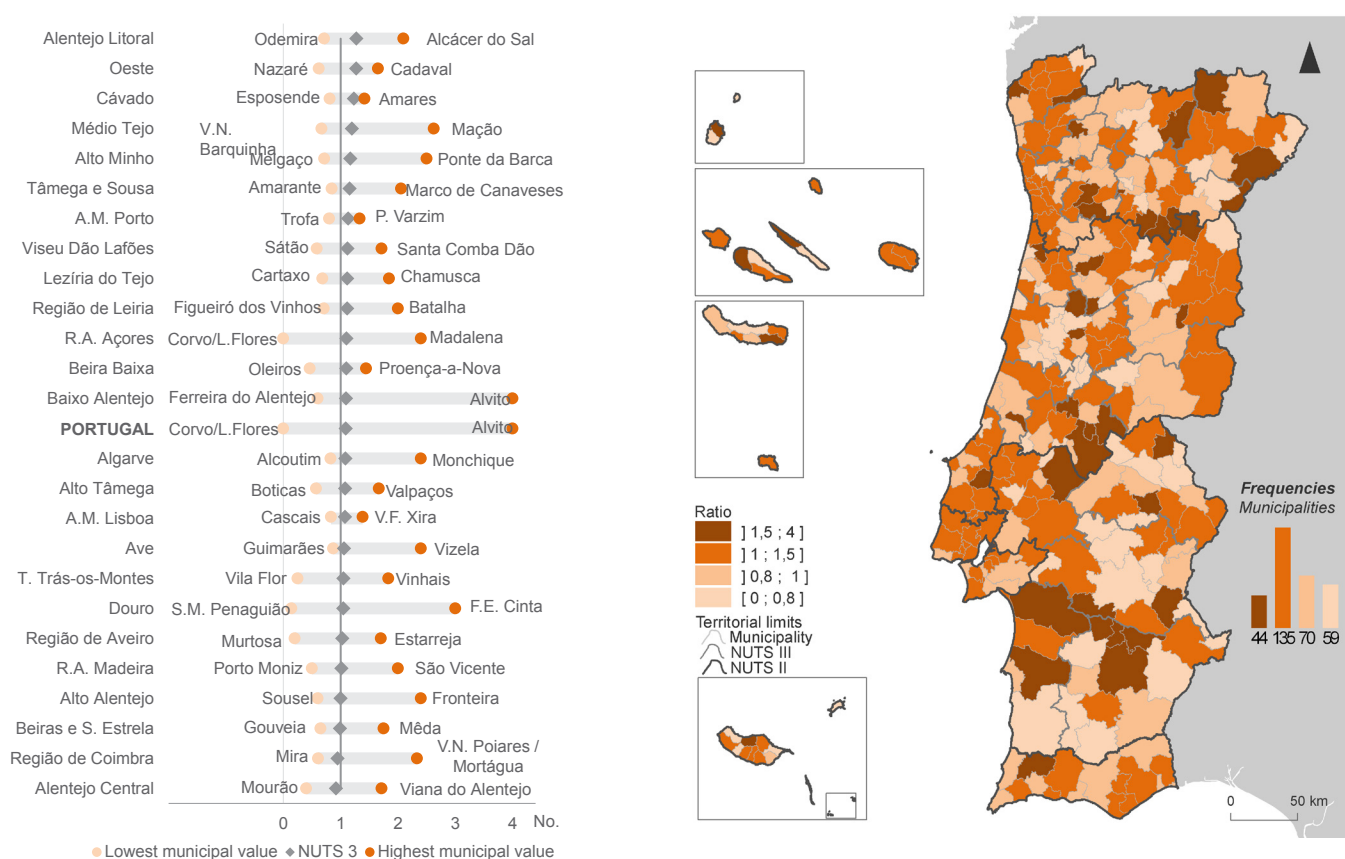 Alentejo Litoral Odemira Alcácer do Sal
Oeste Nazaré Cadaval
Cávado Esposende Amares
Médio Tejo V.N. Barquinha Mação
Alto Minho Melgaço Ponte da Barca
Tâmega e Sousa Amarante Marco de Canaveses
A.M. Porto Trofa P. Varzim
Viseu Dão Lafões Sátão Santa Comba Dão
Lezíria do Tejo Cartaxo Chamusca
Região de Leiria Figueiró dos Vinhos Batalha
R.A. Açores Corvo/L.Flores Madalena
Beira Baixa Oleiros Proença-a-Nova
Baixo Alentejo Ferreira do Alentejo Alvito
PORTUGAL Corvo/L.Flores Alvito
Algarve Alcoutim Monchique
Alto Tâmega Boticas Valpaços
A.M. Lisboa Cascais V.F. Xira
Ave Guimarães Vizela
T. Trás-os-Montes Vila Flor Vinhais
Douro S.M. Penaguião F.E. Cinta
Região de Aveiro Murtosa Estarreja
R.A. Madeira Porto Moniz São Vicente
Alto Alentejo Sousel Fronteira
Beiras e S. Estrela Gouveia Mêda
Região de Coimbra Mira V.N. Poiares / Mortágua
Alentejo Central Mourão Viana do Alentejo
0 1 2 3 4 No.
Lowest municipal value NUTS 3 Highest municipal value
Ratio
] 1,5 ; 4 ]
] 1 ; 1,5 ]
] 0,8 ; 1 ]
[ 0 ; 0,8 ]
Territorial limits
Municipality
NUTS III
NUTS II
Frequencies
Municipalities
44 135 70 59
0 50 km